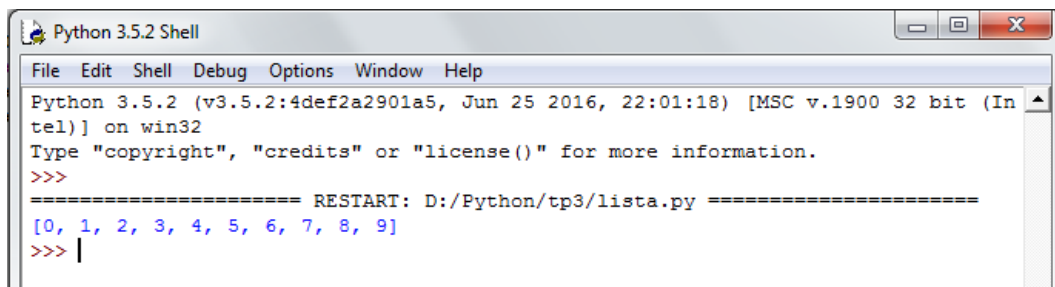 Python 3.5.2 Shell
File Edit Shell Debug Options Window Help
Python 3.5.2 (v3.5.2:4def2a2901a5, Jun 25 2016, 22:01:18) [MSC v.1900 32 bit (In
tel)] on win32
Type "copyright", "credits" or "license()" for more information.
>>>
====================== RESTART: D:/Python/tp3/lista.py ======================
[0, 1, 2, 3, 4, 5, 6, 7, 8, 9]
>>>